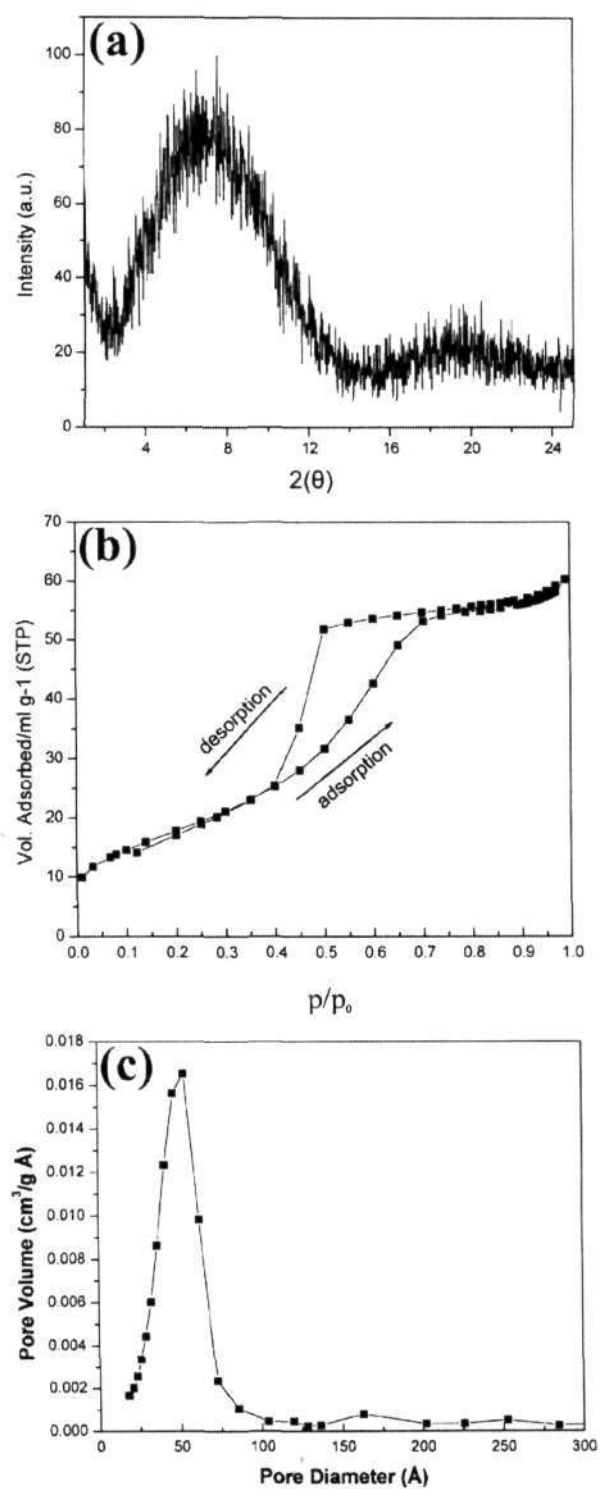 (a)
100
80
60
40
20
0
Intensity (a.u.)
4 8 12 16 20 24
2(θ)
(b)
70
60
50
40
30
20
10
0
Vol. Adsorbed/ml g-1 (STP)
desorption
adsorption
0.0 0.1 0.2 0.3 0.4 0.5 0.6 0.7 0.8 0.9 1.0
p/p₀
(c)
0.018
0.016
0.014
0.012
0.010
0.008
0.006
0.004
0.002
0.000
Pore Volume (cm³/g Å)
0 50 100 150 200 250 300
Pore Diameter (Å)